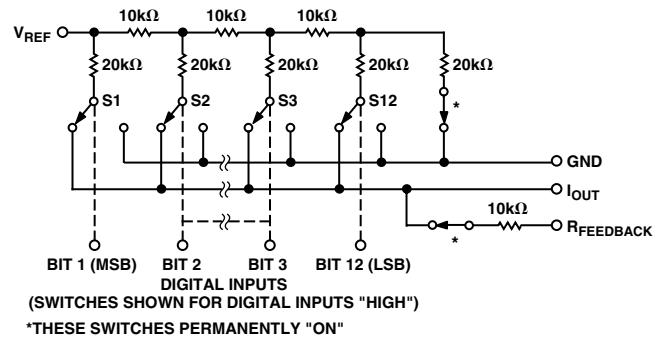 10kΩ 10kΩ 10kΩ
VREF
20kΩ 20kΩ 20kΩ 20kΩ 20kΩ
S1 S2 S3 S12 *
GND
IOUT
10kΩ
* RFEEDBACK
BIT 1 (MSB) BIT 2 BIT 3 BIT 12 (LSB)
DIGITAL INPUTS
(SWITCHES SHOWN FOR DIGITAL INPUTS "HIGH")
*THESE SWITCHES PERMANENTLY "ON"